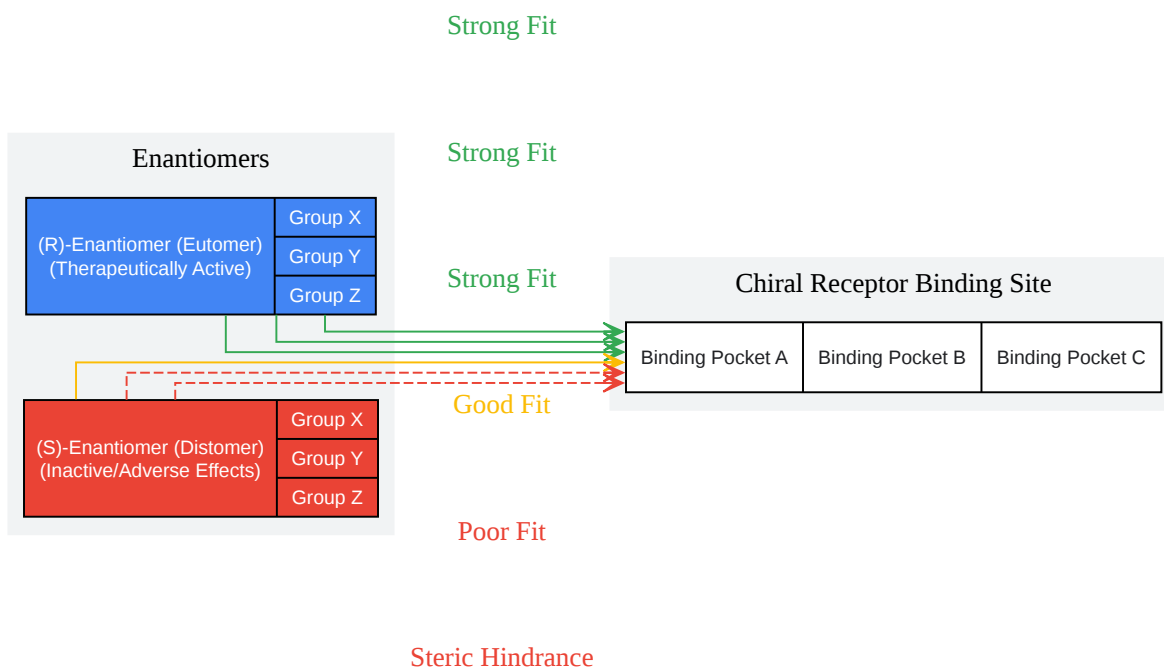 Strong Fit
Strong Fit
Enantiomers
(R)-Enantiomer (Eutomer)
(Therapeutically Active)
Group X
Group Y
Group Z
Strong Fit
Chiral Receptor Binding Site
Binding Pocket A
Binding Pocket B
Binding Pocket C
Good Fit
(S)-Enantiomer (Distomer)
(Inactive/Adverse Effects)
Group X
Group Y
Group Z
Poor Fit
Steric Hindrance